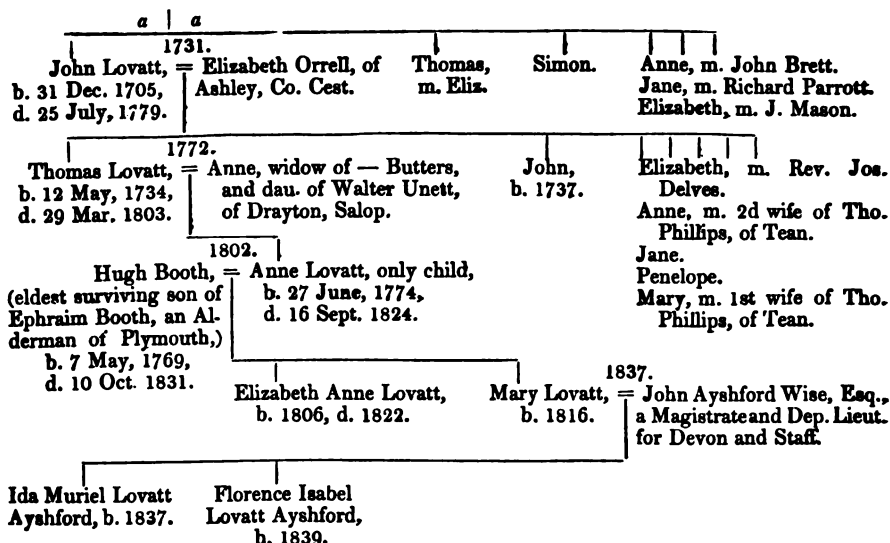 a | a
1731.
John Lovatt, = Elizabeth Orrell, of
b. 31 Dec. 1705, Ashley, Co. Cest.
d. 25 July, 1779.
Thomas,
m. Eliz.
Simon.
Anne, m. John Brett.
Jane, m. Richard Parrott.
Elizabeth, m. J. Mason.
1772.
Thomas Lovatt, = Anne, widow of — Butters,
b. 12 May, 1734, and dau. of Walter Unett,
d. 29 Mar. 1803. of Drayton, Salop.
John,
b. 1737.
Elizabeth, m. Rev. Jos.
Delves.
Anne, m. 2d wife of Tho.
Phillips, of Tean.
Jane.
Penelope.
Mary, m. 1st wife of Tho.
Phillips, of Tean.
1802.
Hugh Booth, = Anne Lovatt, only child,
(eldest surviving son of b. 27 June, 1774,
Ephraim Booth, an Al- d. 16 Sept. 1824.
derman of Plymouth,)
b. 7 May, 1769,
d. 10 Oct. 1831.
Elizabeth Anne Lovatt,
b. 1806, d. 1822.
1837.
Mary Lovatt, = John Ayshford Wise, Esq.,
b. 1816. a Magistrate and Dep. Lieut.
for Devon and Staff.
Ida Muriel Lovatt
Ayshford, b. 1837.
Florence Isabel
Lovatt Ayshford,
b. 1839.